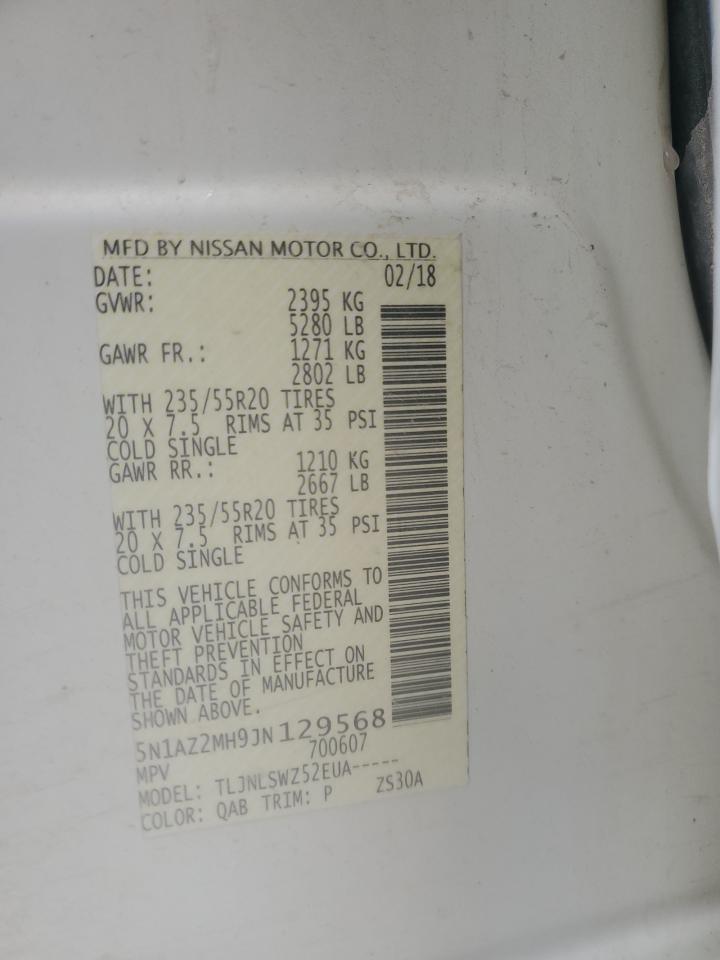 MFD BY NISSAN MOTOR CO., LTD.
DATE: 02/18
GVWR: 2395 KG
5280 LB
GAWR FR.: 1271 KG
2802 LB
WITH 235/55R20 TIRES
20 X 7.5 RIMS AT 35 PSI
COLD SINGLE
GAWR RR.: 1210 KG
2667 LB
WITH 235/55R20 TIRES
20 X 7.5 RIMS AT 35 PSI
COLD SINGLE
THIS VEHICLE CONFORMS TO
ALL APPLICABLE FEDERAL
MOTOR VEHICLE SAFETY AND
THEFT PREVENTION
STANDARDS IN EFFECT ON
THE DATE OF MANUFACTURE
SHOWN ABOVE.
5N1AZ2MH9JN129568
MPV 700607
MODEL: TLJNLSWZ52EUA-----
COLOR: QAB TRIM: P ZS30A